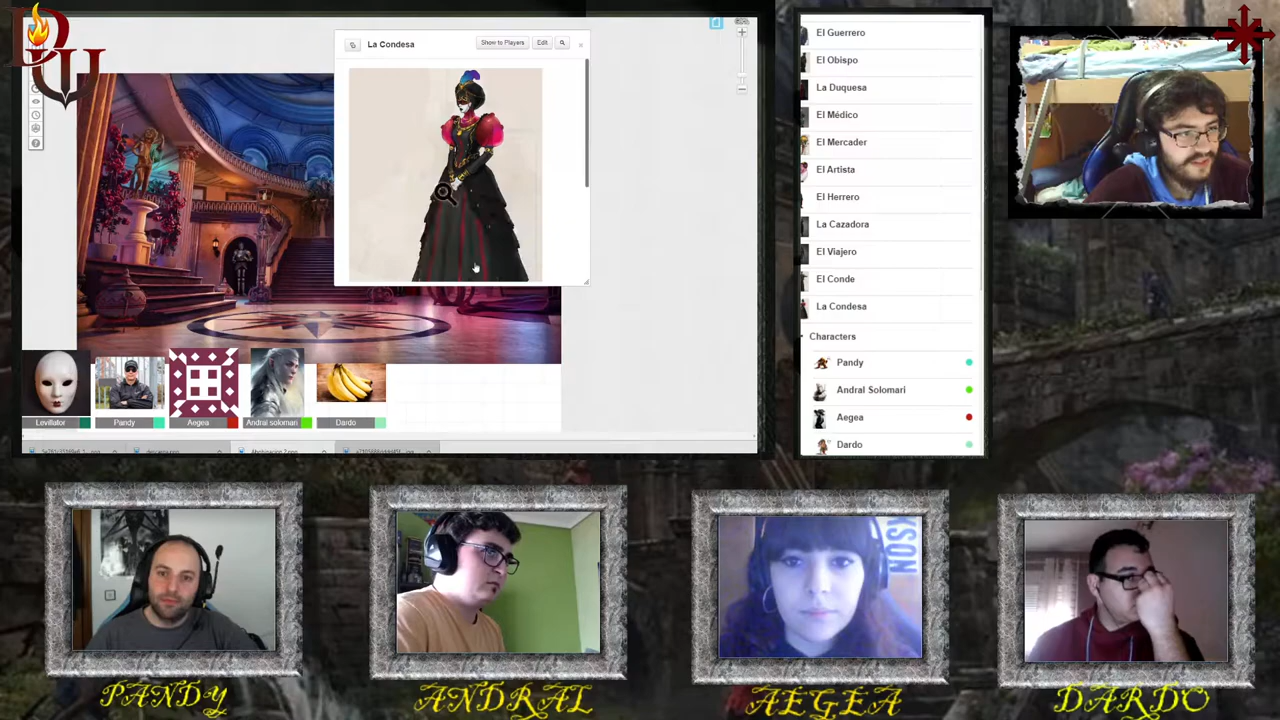 DU
La Condesa
Show to Players
Edit
El Guerrero
El Obispo
La Duquesa
El Médico
El Mercader
El Artista
El Herrero
La Cazadora
El Viajero
El Conde
La Condesa
Characters
Pandy
Andral Solomari
Aegea
Dardo
Levillator
Pandy
Aegea
Andral soloman
Dardo
PANDY
ANDRAL
AEGEA
DARDO